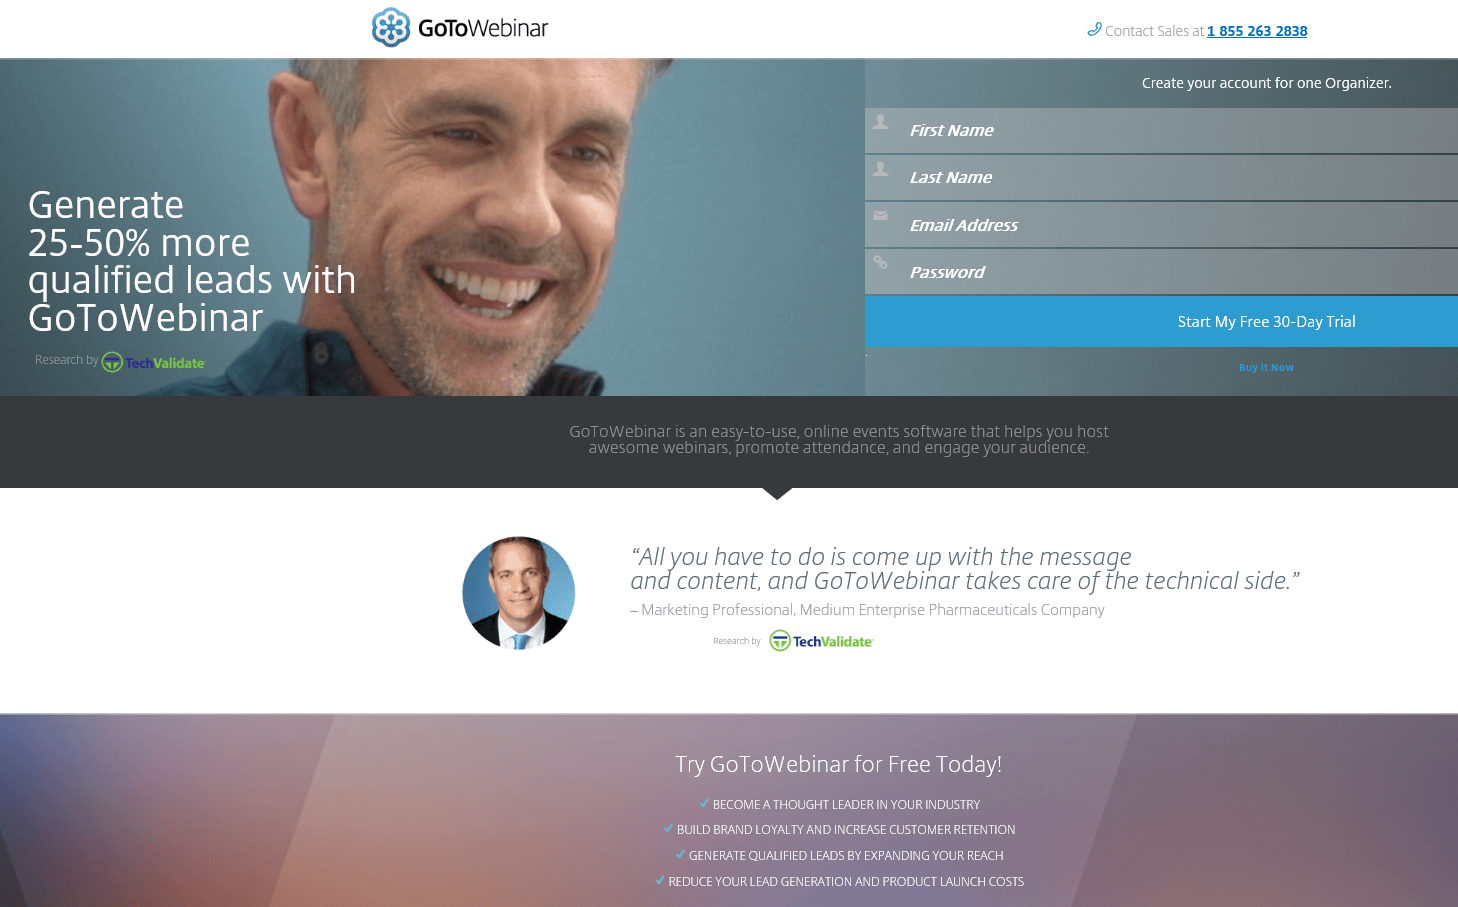 GoToWebinar
Contact Sales at 1 855 263 2838
Create your account for one Organizer.
First Name
Last Name
Email Address
Password
Start My Free 30-Day Trial
Buy it Now
Generate
25-50% more
qualified leads with
GoToWebinar
Research by TechValidate
GoToWebinar is an easy-to-use, online events software that helps you host
awesome webinars, promote attendance, and engage your audience.
“All you have to do is come up with the message
and content, and GoToWebinar takes care of the technical side.”
– Marketing Professional, Medium Enterprise Pharmaceuticals Company
Research by TechValidate
Try GoToWebinar for Free Today!
BECOME A THOUGHT LEADER IN YOUR INDUSTRY
BUILD BRAND LOYALTY AND INCREASE CUSTOMER RETENTION
GENERATE QUALIFIED LEADS BY EXPANDING YOUR REACH
REDUCE YOUR LEAD GENERATION AND PRODUCT LAUNCH COSTS